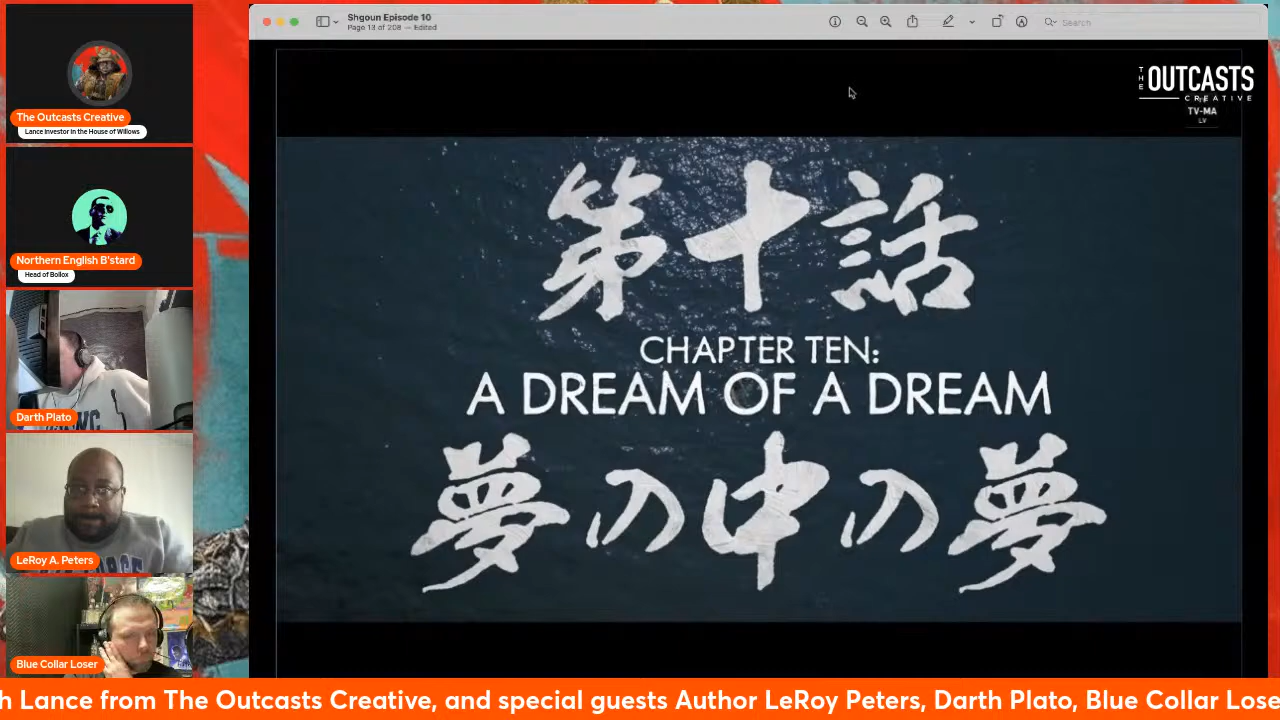 The Outcasts Creative
Lance Investor in the House of Willows
Northern English B'stard
Head of Bollox
Darth Plato
LeRoy A. Peters
Blue Collar Loser
Shgoun Episode 10
Page 13 of 208 — Edited
Search
THE OUTCASTS
CREATIVE
TV-MA
LV
第十話
CHAPTER TEN:
A DREAM OF A DREAM
夢の中の夢
h Lance from The Outcasts Creative, and special guests Author LeRoy Peters, Darth Plato, Blue Collar Lose